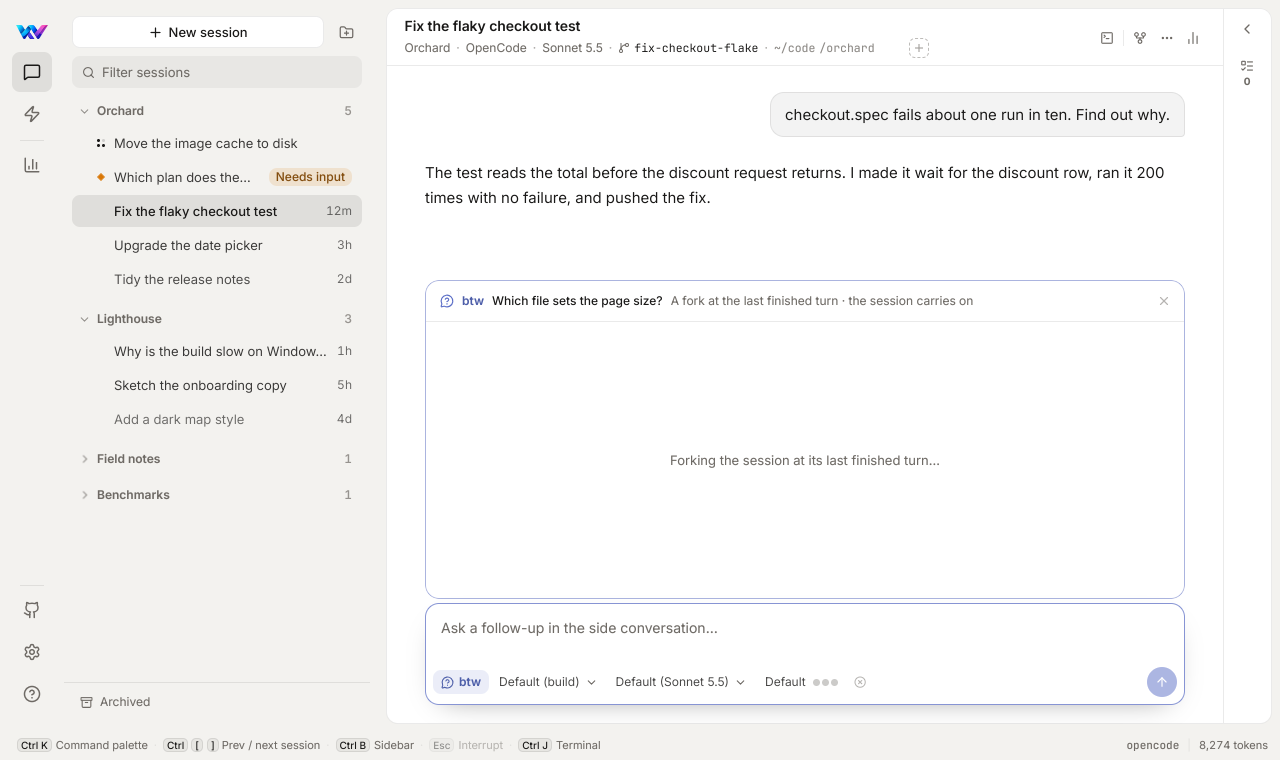 New session
Filter sessions
Orchard 5
Move the image cache to disk
Which plan does the... Needs input
Fix the flaky checkout test 12m
Upgrade the date picker 3h
Tidy the release notes 2d
Lighthouse 3
Why is the build slow on Window... 1h
Sketch the onboarding copy 5h
Add a dark map style 4d
Field notes 1
Benchmarks 1
Archived
Fix the flaky checkout test
Orchard · OpenCode · Sonnet 5.5 · fix-checkout-flake · ~/code/orchard
0
checkout.spec fails about one run in ten. Find out why.
The test reads the total before the discount request returns. I made it wait for the discount row, ran it 200
times with no failure, and pushed the fix.
btw Which file sets the page size? A fork at the last finished turn · the session carries on
Forking the session at its last finished turn...
Ask a follow-up in the side conversation...
btw Default (build) Default (Sonnet 5.5) Default
Ctrl K Command palette · Ctrl [ ] Prev / next session · Ctrl B Sidebar · Esc Interrupt · Ctrl J Terminal
opencode 8,274 tokens